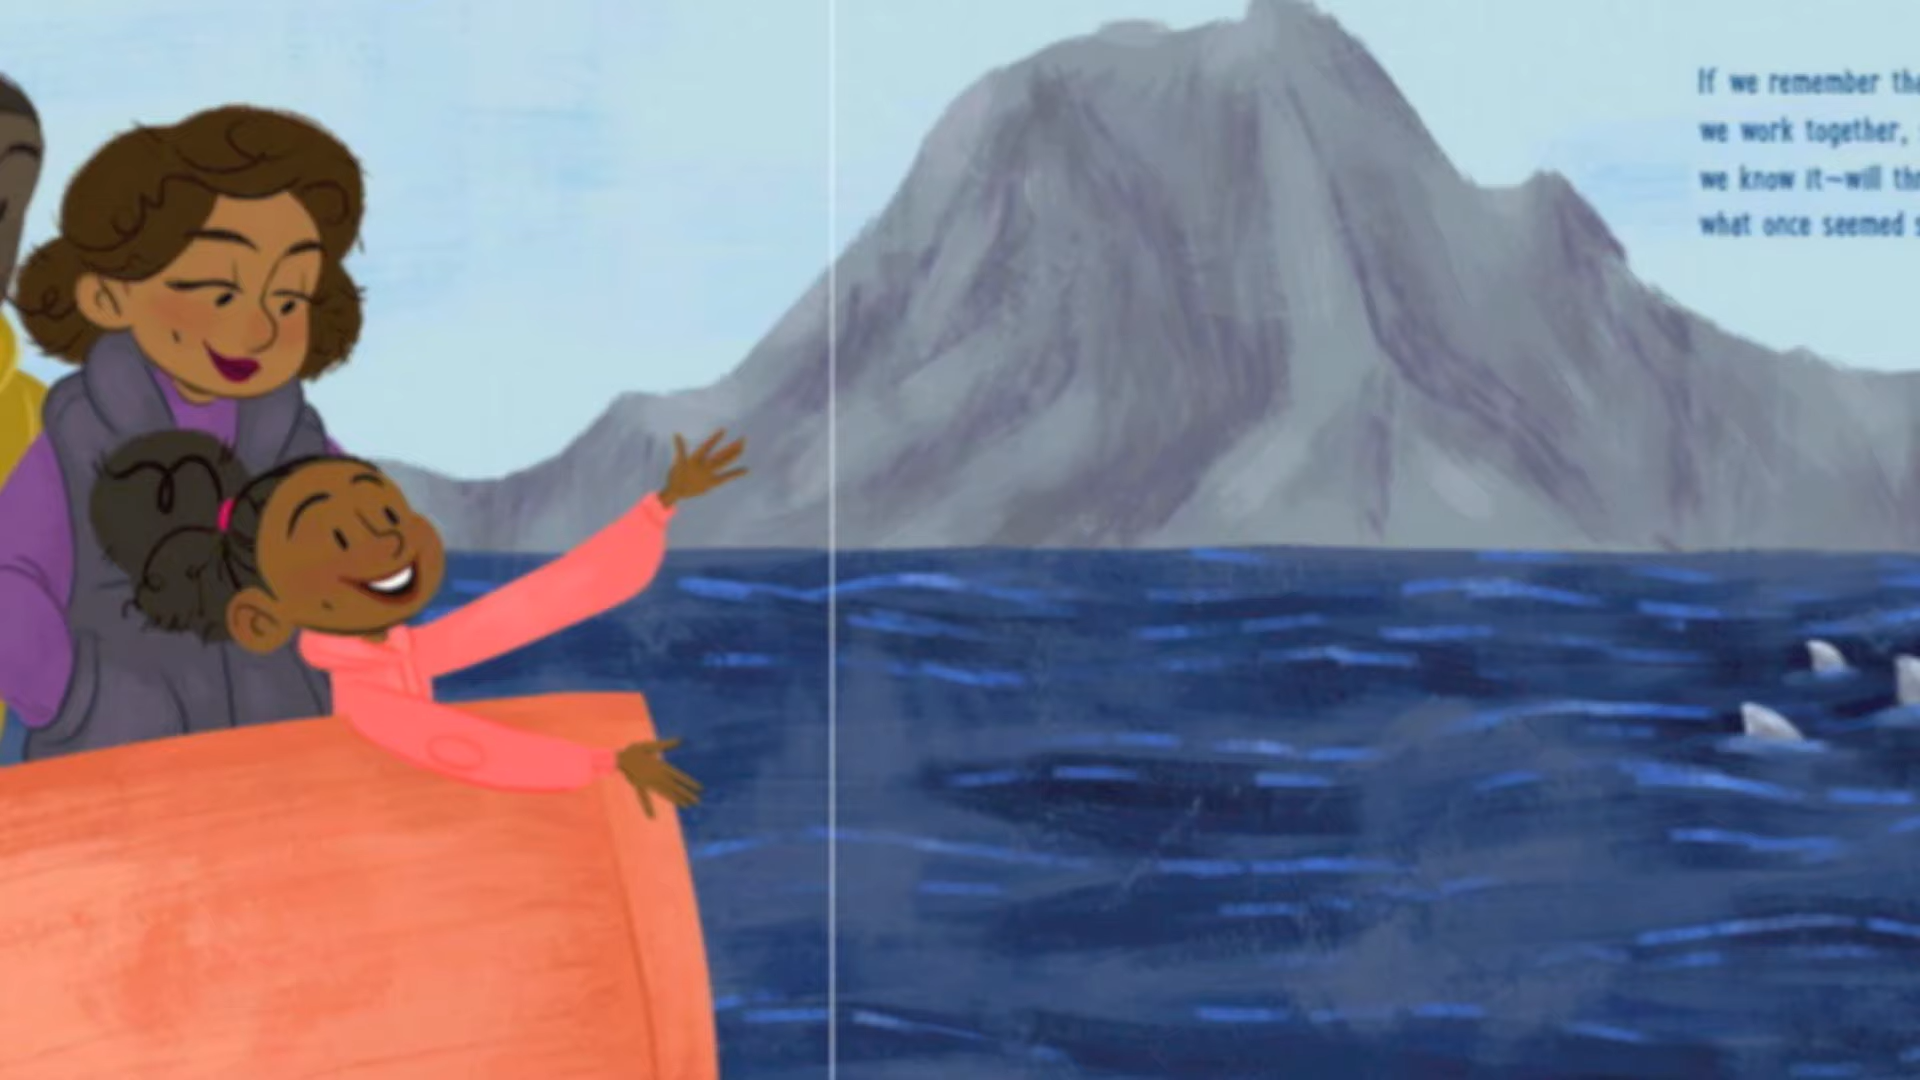 If we remember
we work together,
we know it—will
what once seemed